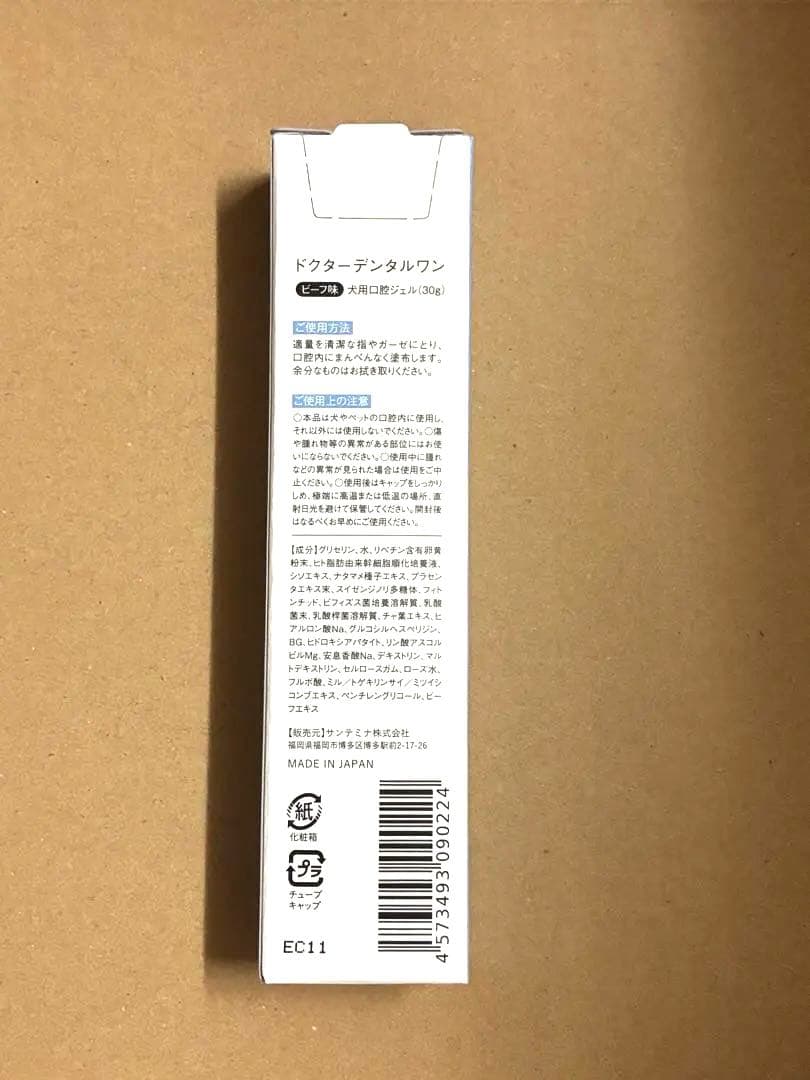 ドクターデンタルワン
ビーフ味 犬用口腔ジェル(30g)
ご使用方法
適量を清潔な指やガーゼにとり、
口腔内にまんべんなく塗布します。
余分なものはお拭き取りください。
ご使用上の注意
○本品は犬やペットの口腔内に使用し、
それ以外には使用しないでください。○傷
や腫れ物等の異常がある部位にはお使
いにならないでください。○使用中に腫れ
などの異常が見られた場合は使用をご中
止ください。○使用後はキャップをしっかり
しめ、極端に高温または低温の場所、直
射日光を避けて保管してください。開封後
はなるべくお早めにご使用ください。
【成分】グリセリン、水、リベチン含有卵黄
粉末、ヒト脂肪由来幹細胞順化培養液、
シソエキス、ナタマメ種子エキス、プラセン
タエキス末、スイゼンジノリ多糖体、フィト
ンチッド、ビフィズス菌培養溶解質、乳酸
菌末、乳酸桿菌溶解質、チャ葉エキス、ヒ
アルロン酸Na、グルコシルヘスペリジン、
BG、ヒドロキシアパタイト、リン酸アスコル
ビルMg、安息香酸Na、デキストリン、マル
トデキストリン、セルロースガム、ローズ水、
フルボ酸、ミル／トゲキリンサイ／ミツイシ
コンブエキス、ペンチレングリコール、ビー
フエキス
【販売元】サンテミナ株式会社
福岡県福岡市博多区博多駅前2-17-26
MADE IN JAPAN
紙
化粧箱
プラ
チューブ
キャップ
EC11
4573493090224